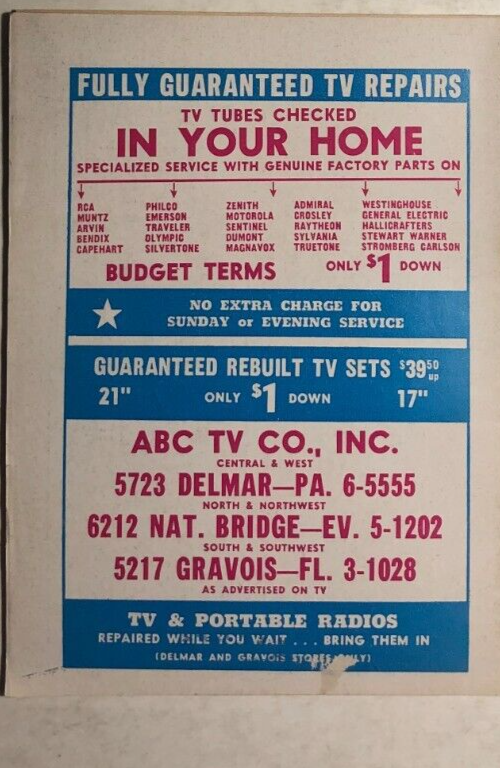 FULLY GUARANTEED TV REPAIRS
TV TUBES CHECKED
IN YOUR HOME
SPECIALIZED SERVICE WITH GENUINE FACTORY PARTS ON
RCA PHILCO ZENITH ADMIRAL WESTINGHOUSE
MUNTZ EMERSON MOTOROLA CROSLEY GENERAL ELECTRIC
ARVIN TRAVELER SENTINEL RAYTHEON HALLICRAFTERS
BENDIX OLYMPIC DUMONT SYLVANIA STEWART WARNER
CAPEHART SILVERTONE MAGNAVOX TRUETONE STROMBERG CARLSON
BUDGET TERMS ONLY $1 DOWN
NO EXTRA CHARGE FOR
SUNDAY or EVENING SERVICE
GUARANTEED REBUILT TV SETS $39.50 up
21" ONLY $1 DOWN 17"
ABC TV CO., INC.
CENTRAL & WEST
5723 DELMAR—PA. 6-5555
NORTH & NORTHWEST
6212 NAT. BRIDGE—EV. 5-1202
SOUTH & SOUTHWEST
5217 GRAVOIS—FL. 3-1028
AS ADVERTISED ON TV
TV & PORTABLE RADIOS
REPAIRED WHILE YOU WAIT . . . BRING THEM IN
(DELMAR AND GRAVOIS STORES ONLY)